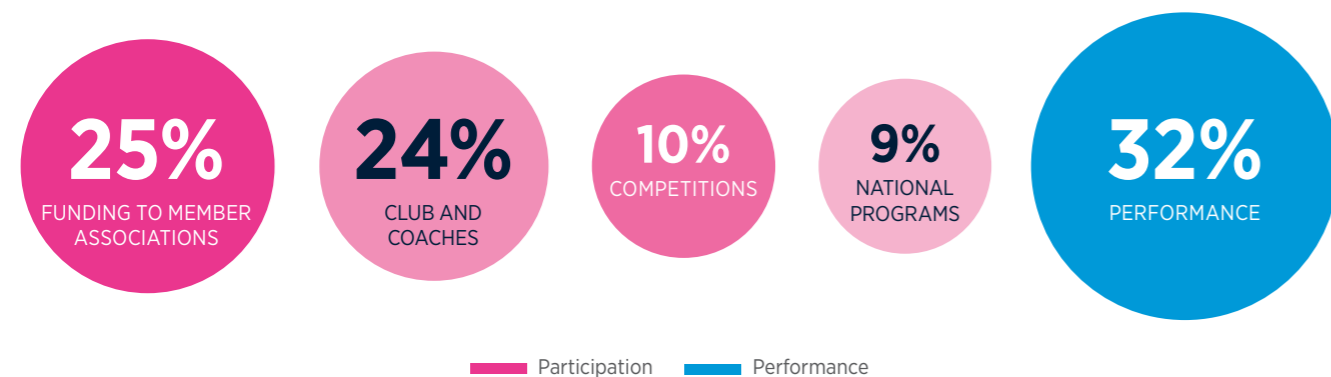 25%
FUNDING TO MEMBER
ASSOCIATIONS
24%
CLUB AND
COACHES
10%
COMPETITIONS
9%
NATIONAL
PROGRAMS
32%
PERFORMANCE
Participation
Performance